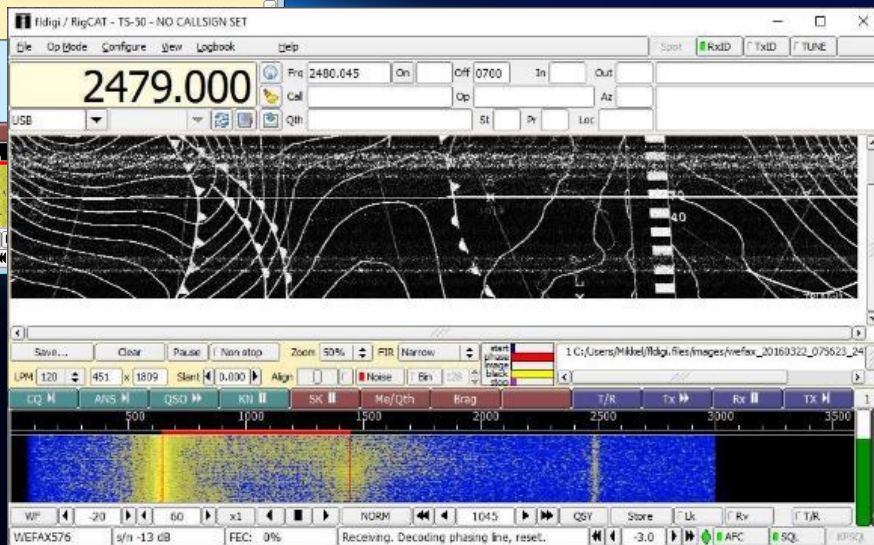 fldigi / RigCAT - TS-50 - NO CALLSIGN SET
File Op Mode Configure View Logbook Help Spot RxID TxID TUNE
2479.000
Frq 2480.045 On Off 0700 In Out
Call Op Az
USB Qth St Pr Loc
40
Save... Clear Pause Non stop Zoom 50% FIR Narrow
start
phase
image
black
stop
1 C:/Users/Mikkel/fldigi.files/images/wefax_20160322_075623_24
LPM 120 451 x 1809 Slant 0.000 Align Noise Bin 128
CQ ANS QSO KN SK Me/Qth Brag T/R Tx Rx TX 1
500 1000 1500 2000 2500 3000 3500
WF -20 60 x1 NORM 1045 QSY Store Lk Rv T/R
WEFAX576 s/n -13 dB FEC: 0% Receiving. Decoding phasing line, reset. -3.0 AFC SQL KPSQL